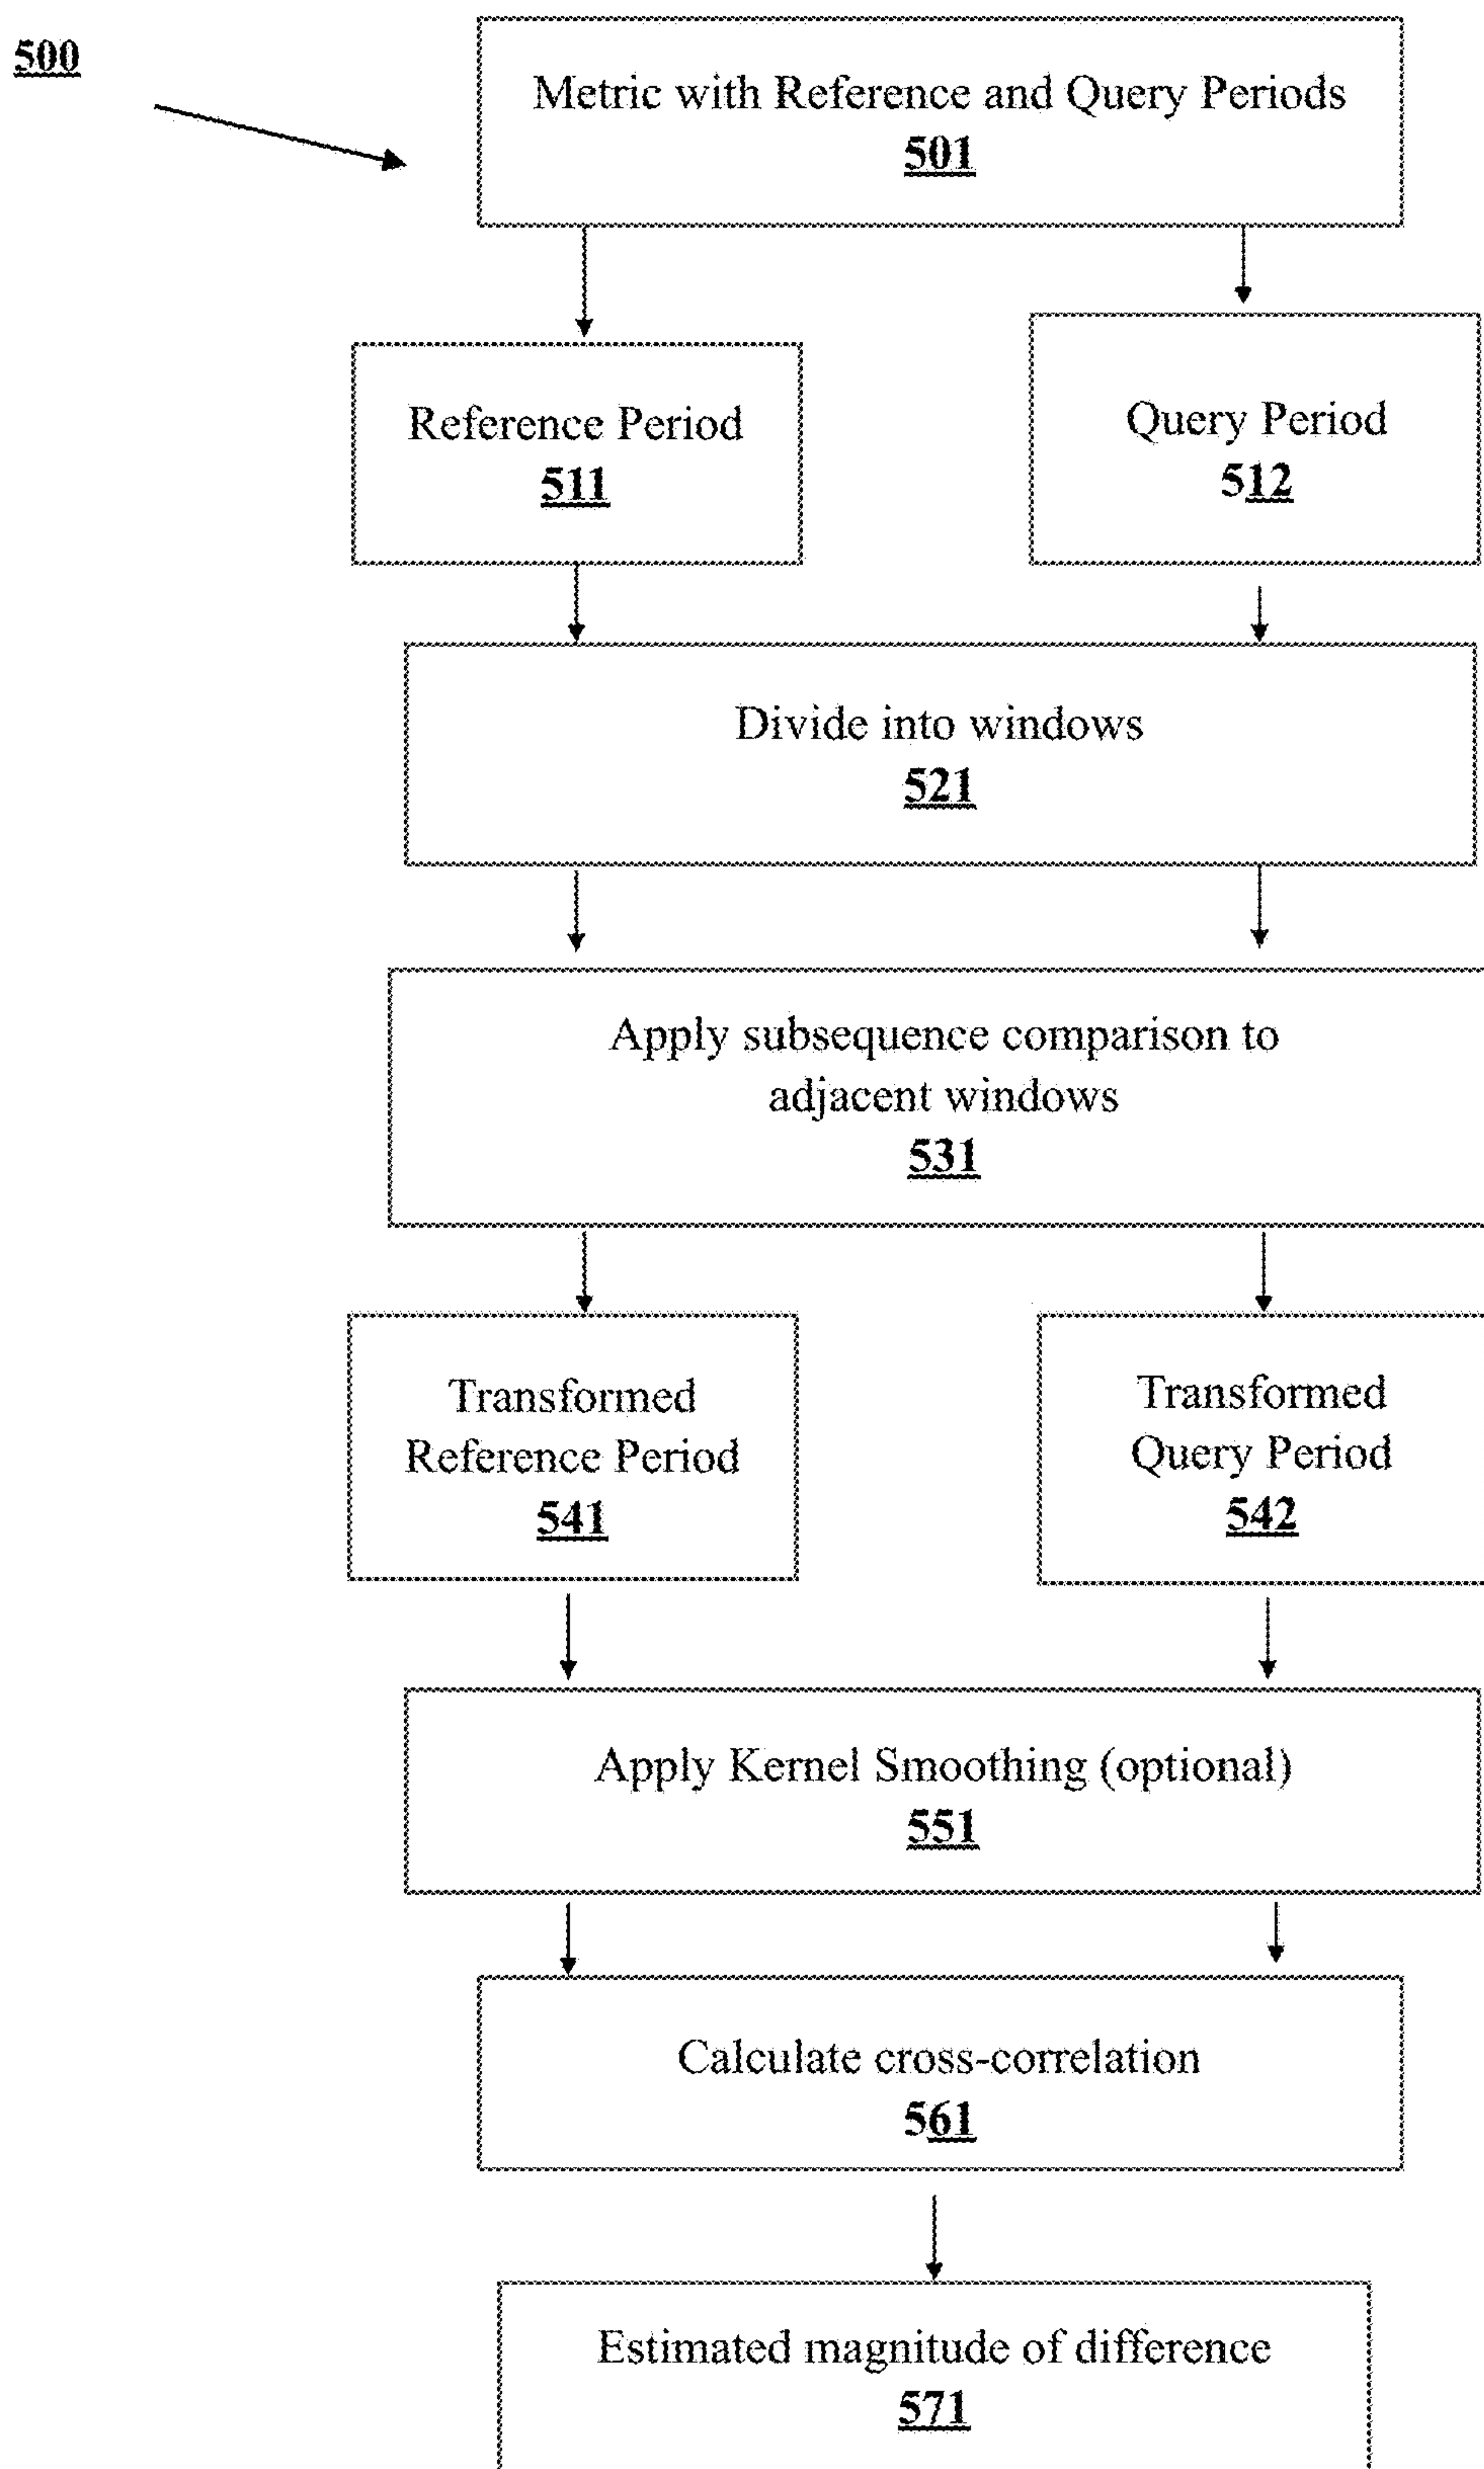 500
Metric with Reference and Query Periods
501
Reference Period
511
Query Period
512
Divide into windows
521
Apply subsequence comparison to
adjacent windows
531
Transformed
Reference Period
541
Transformed
Query Period
542
Apply Kernel Smoothing (optional)
551
Calculate cross-correlation
561
Estimated magnitude of difference
571